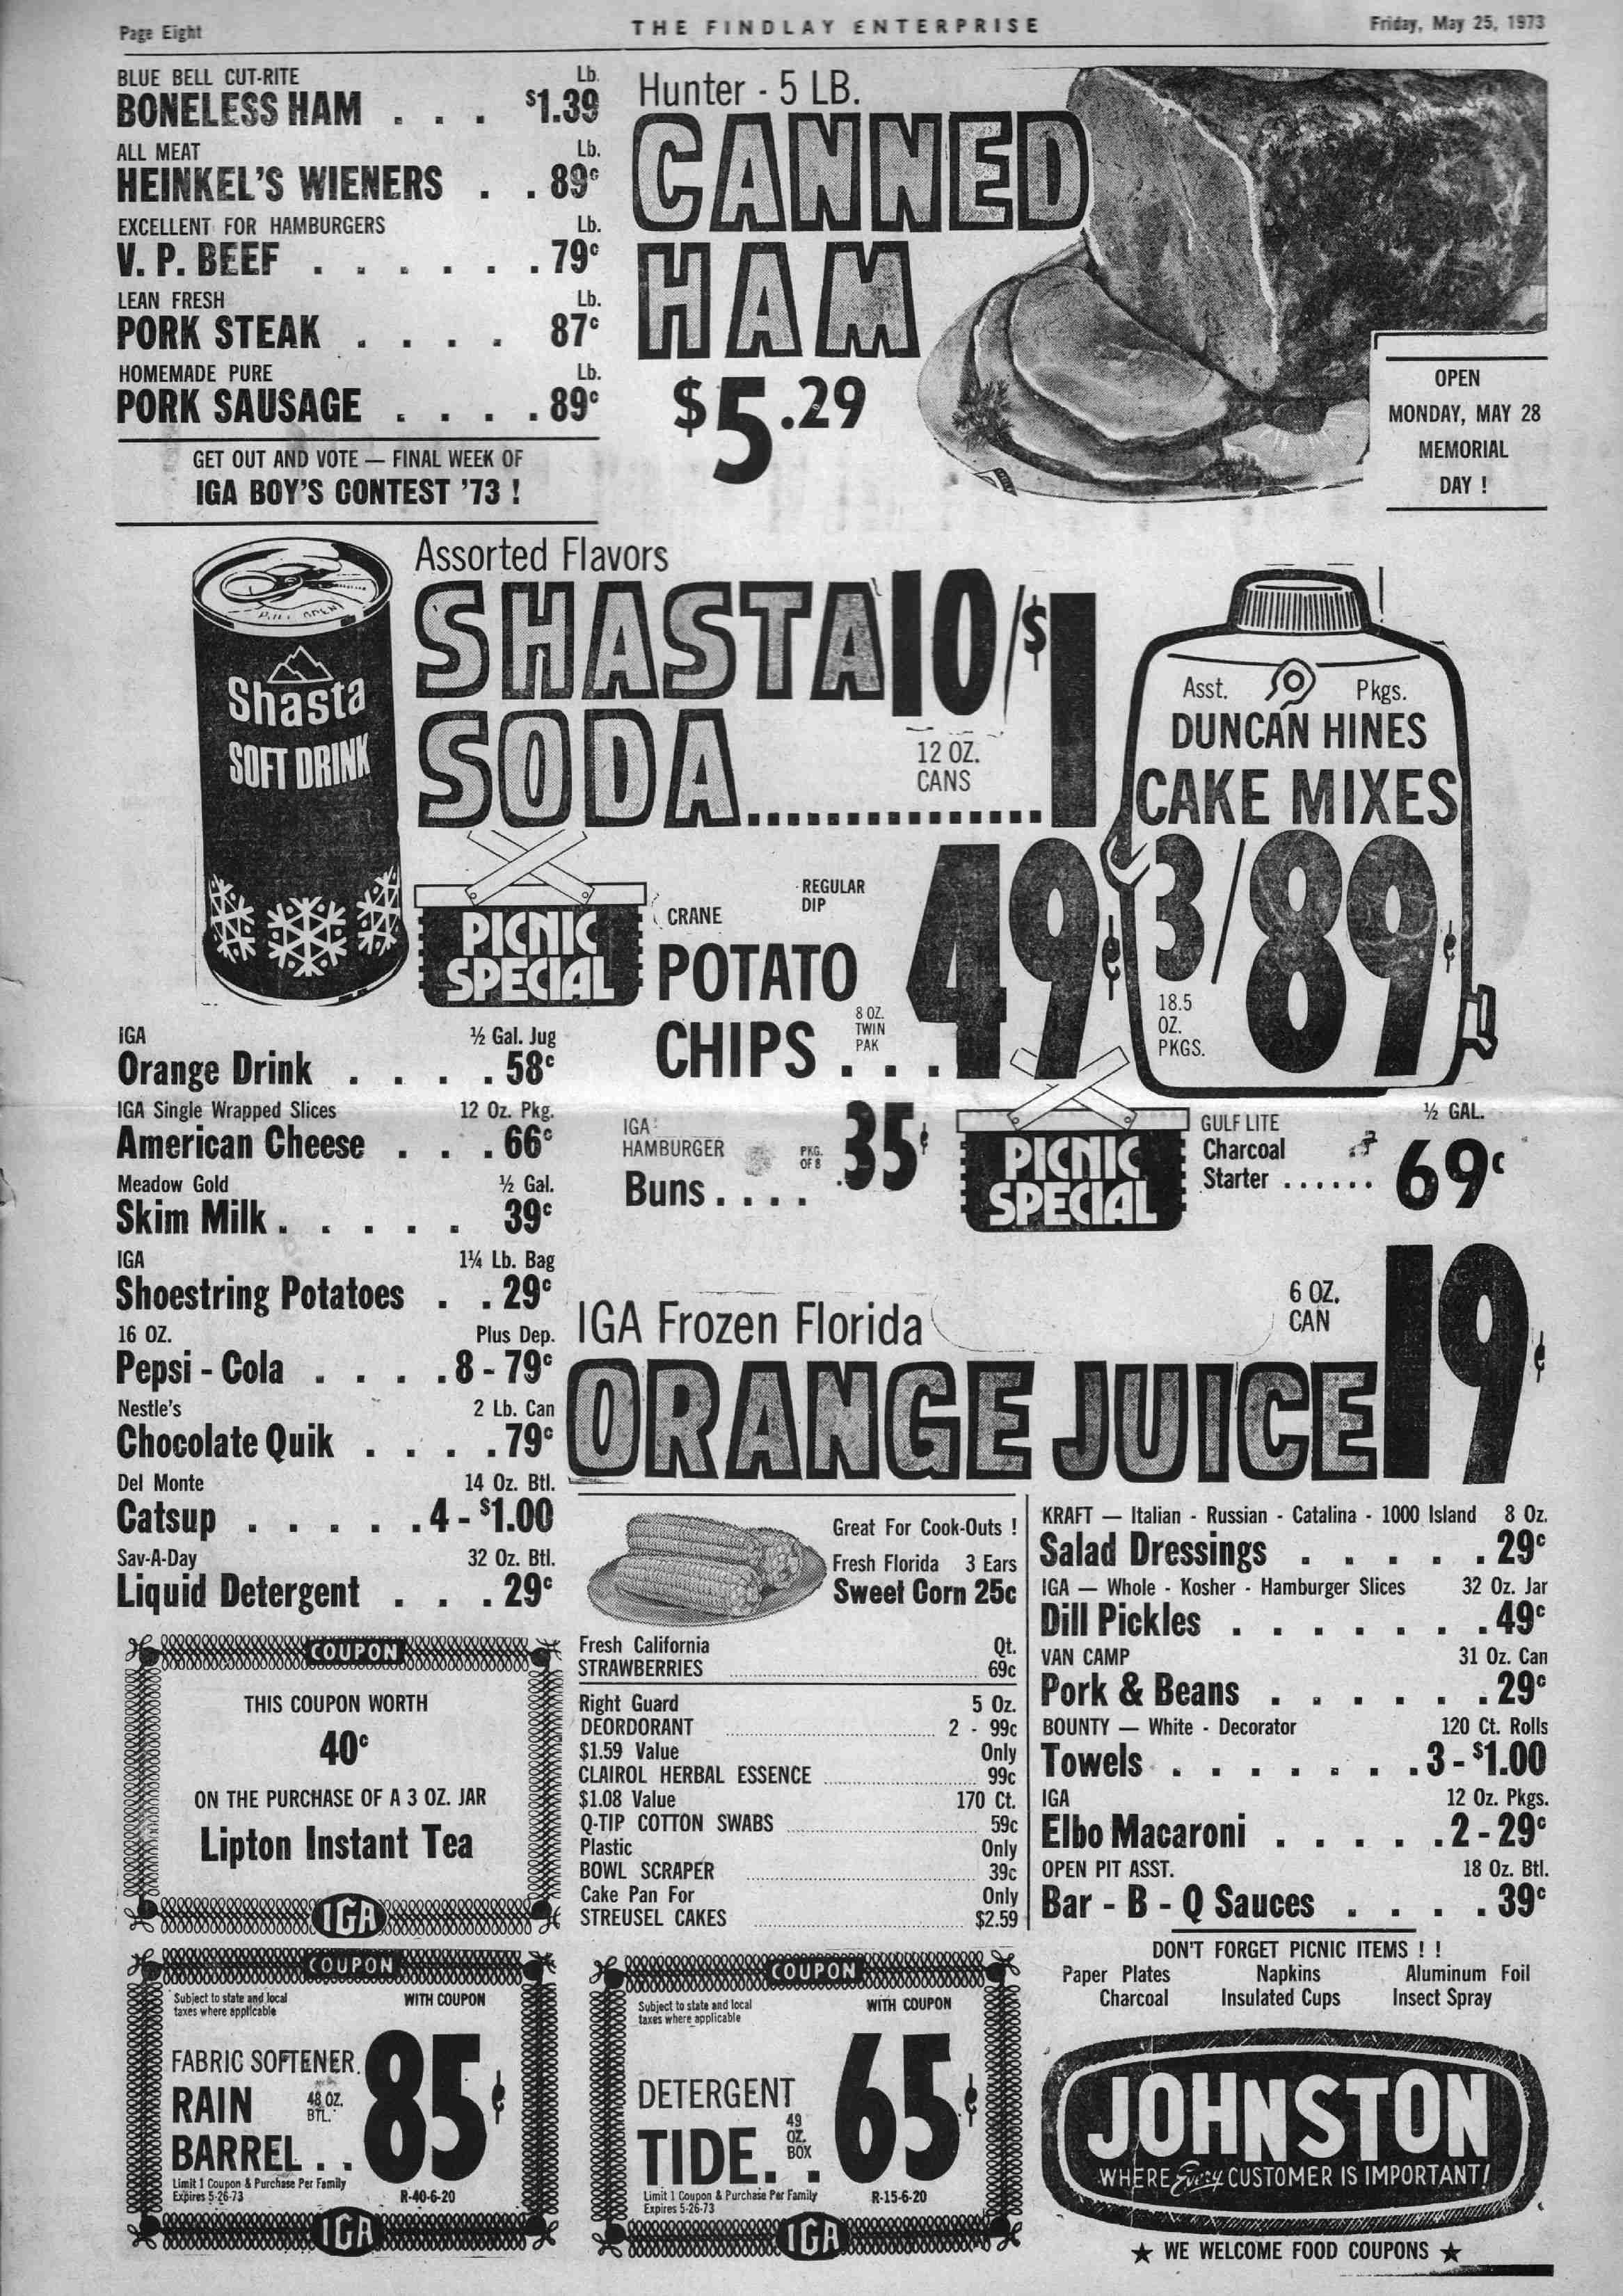 Page Eight
THE FINDLAY ENTERPRISE
Friday, May 25, 1973
BLUE BELL CUT-RITE Lb.
BONELESS HAM . . . $1.39
ALL MEAT Lb.
HEINKEL'S WIENERS . . 89c
EXCELLENT FOR HAMBURGERS Lb.
V. P. BEEF . . . . . . 79c
LEAN FRESH Lb.
PORK STEAK . . . . 87c
HOMEMADE PURE Lb.
PORK SAUSAGE . . . . 89c
GET OUT AND VOTE — FINAL WEEK OF
IGA BOY'S CONTEST '73 !
Hunter - 5 LB.
CANNED
HAM
$5.29
OPEN
MONDAY, MAY 28
MEMORIAL
DAY !
Shasta
SOFT DRINK
Assorted Flavors
SHASTA 10/$1
SODA...............
12 OZ.
CANS
Asst. Pkgs.
DUNCAN HINES
CAKE MIXES
3/89¢
18.5
OZ.
PKGS.
PICNIC
SPECIAL
CRANE
REGULAR
DIP
POTATO
CHIPS . . . 49¢
8 OZ.
TWIN
PAK
IGA ½ Gal. Jug
Orange Drink . . . . 58c
IGA Single Wrapped Slices 12 Oz. Pkg.
American Cheese . . . 66c
Meadow Gold ½ Gal.
Skim Milk . . . . . 39c
IGA 1¼ Lb. Bag
Shoestring Potatoes . . 29c
16 OZ. Plus Dep.
Pepsi - Cola . . . . 8 - 79c
Nestle's 2 Lb. Can
Chocolate Quik . . . . 79c
Del Monte 14 Oz. Btl.
Catsup . . . . . 4 - $1.00
Sav-A-Day 32 Oz. Btl.
Liquid Detergent . . . 29c
IGA
HAMBURGER
Buns . . . .
PKG.
OF 8
35¢
PICNIC
SPECIAL
GULF LITE ½ GAL.
Charcoal
Starter ...... 69c
IGA Frozen Florida
6 OZ.
CAN
ORANGE JUICE 19¢
Great For Cook-Outs !
Fresh Florida 3 Ears
Sweet Corn 25c
Fresh California Qt.
STRAWBERRIES 69c
Right Guard 5 Oz.
DEORDORANT 2 - 99c
$1.59 Value Only
CLAIROL HERBAL ESSENCE 99c
$1.08 Value 170 Ct.
Q-TIP COTTON SWABS 59c
Plastic Only
BOWL SCRAPER 39c
Cake Pan For Only
STREUSEL CAKES $2.59
KRAFT — Italian - Russian - Catalina - 1000 Island 8 Oz.
Salad Dressings . . . . . 29c
IGA — Whole - Kosher - Hamburger Slices 32 Oz. Jar
Dill Pickles . . . . . . . 49c
VAN CAMP 31 Oz. Can
Pork & Beans . . . . . . 29c
BOUNTY — White - Decorator 120 Ct. Rolls
Towels . . . . . . . 3 - $1.00
IGA 12 Oz. Pkgs.
Elbo Macaroni . . . . . 2 - 29c
OPEN PIT ASST. 18 Oz. Btl.
Bar - B - Q Sauces . . . . 39c
DON'T FORGET PICNIC ITEMS ! !
Paper Plates Napkins Aluminum Foil
Charcoal Insulated Cups Insect Spray
COUPON
THIS COUPON WORTH
40c
ON THE PURCHASE OF A 3 OZ. JAR
Lipton Instant Tea
IGA
COUPON
Subject to state and local
taxes where applicable
WITH COUPON
FABRIC SOFTENER
RAIN
BARREL . .
48 OZ.
BTL.
85¢
Limit 1 Coupon & Purchase Per Family
Expires 5-26-73
R-40-6-20
IGA
COUPON
Subject to state and local
taxes where applicable
WITH COUPON
DETERGENT
TIDE . .
49
OZ.
BOX
65¢
Limit 1 Coupon & Purchase Per Family
Expires 5-26-73
R-15-6-20
IGA
JOHNSTON
WHERE Every CUSTOMER IS IMPORTANT!
★ WE WELCOME FOOD COUPONS ★